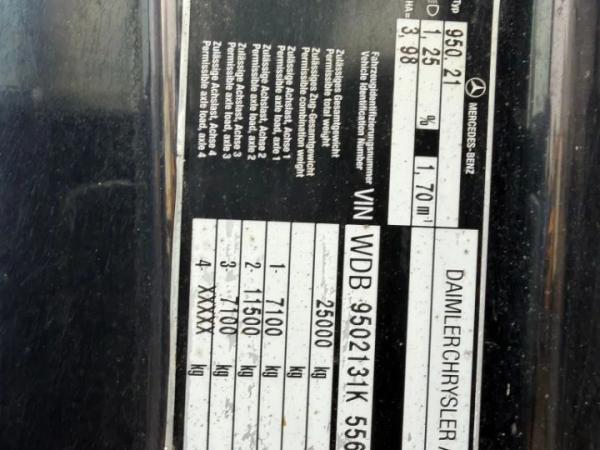 MERCEDES-BENZ
DAIMLERCHRYSLER A
Typ 950.21
D 1,25 % 1,70 m⁻¹
HA= 3,98
Fahrzeugidentifizierungsnummer
Vehicle Identification Number VIN WDB 9502131K 556
Zulässiges Gesamtgewicht
Permissible total weight 25000 kg
Zulässiges Zug-Gesamtgewicht
Permissible combination weight kg
Zulässige Achslast, Achse 1
Permissible axle load, axle 1 1- 7100 kg
Zulässige Achslast, Achse 2
Permissible axle load, axle 2 2- 11500 kg
Zulässige Achslast, Achse 3
Permissible axle load, axle 3 3- 7100 kg
Zulässige Achslast, Achse 4
Permissible axle load, axle 4 4- XXXXX kg